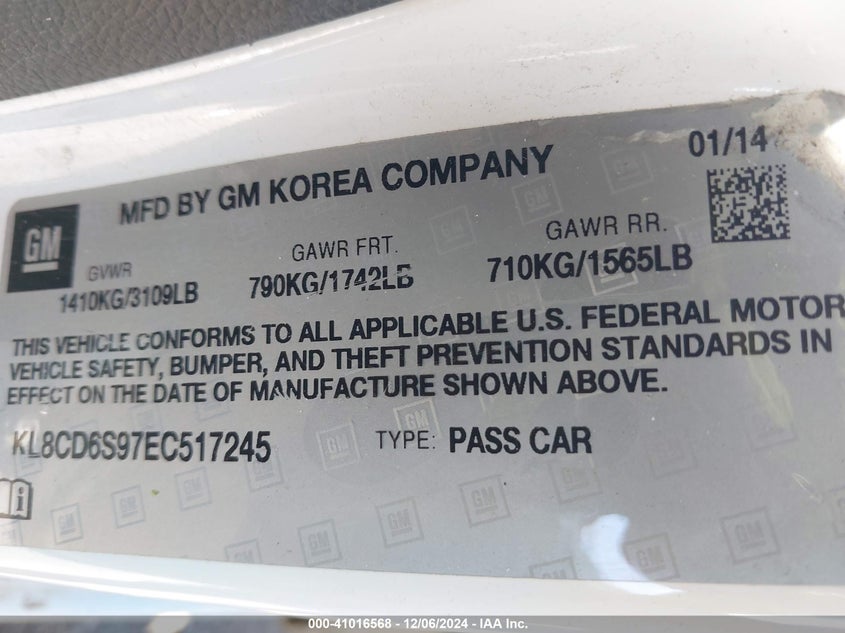 MFD BY GM KOREA COMPANY
01/14
GM
GVWR
1410KG/3109LB
GAWR FRT.
790KG/1742LB
GAWR RR.
710KG/1565LB
THIS VEHICLE CONFORMS TO ALL APPLICABLE U.S. FEDERAL MOTOR
VEHICLE SAFETY, BUMPER, AND THEFT PREVENTION STANDARDS IN
EFFECT ON THE DATE OF MANUFACTURE SHOWN ABOVE.
KL8CD6S97EC517245
TYPE: PASS CAR
000-41016568 - 12/06/2024 - IAA Inc.